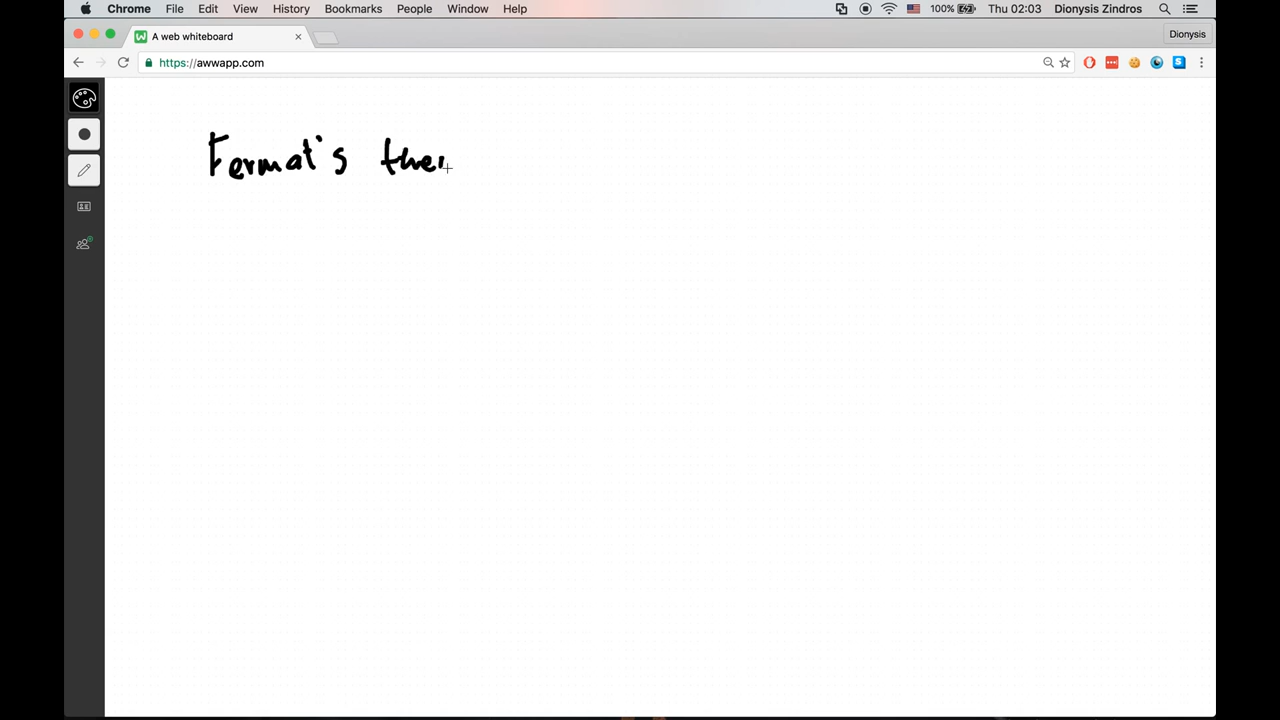 Chrome File Edit View History Bookmarks People Window Help 100% Thu 02:03 Dionysis Zindros
A web whiteboard Dionysis
https://awwapp.com
Fermat's ther